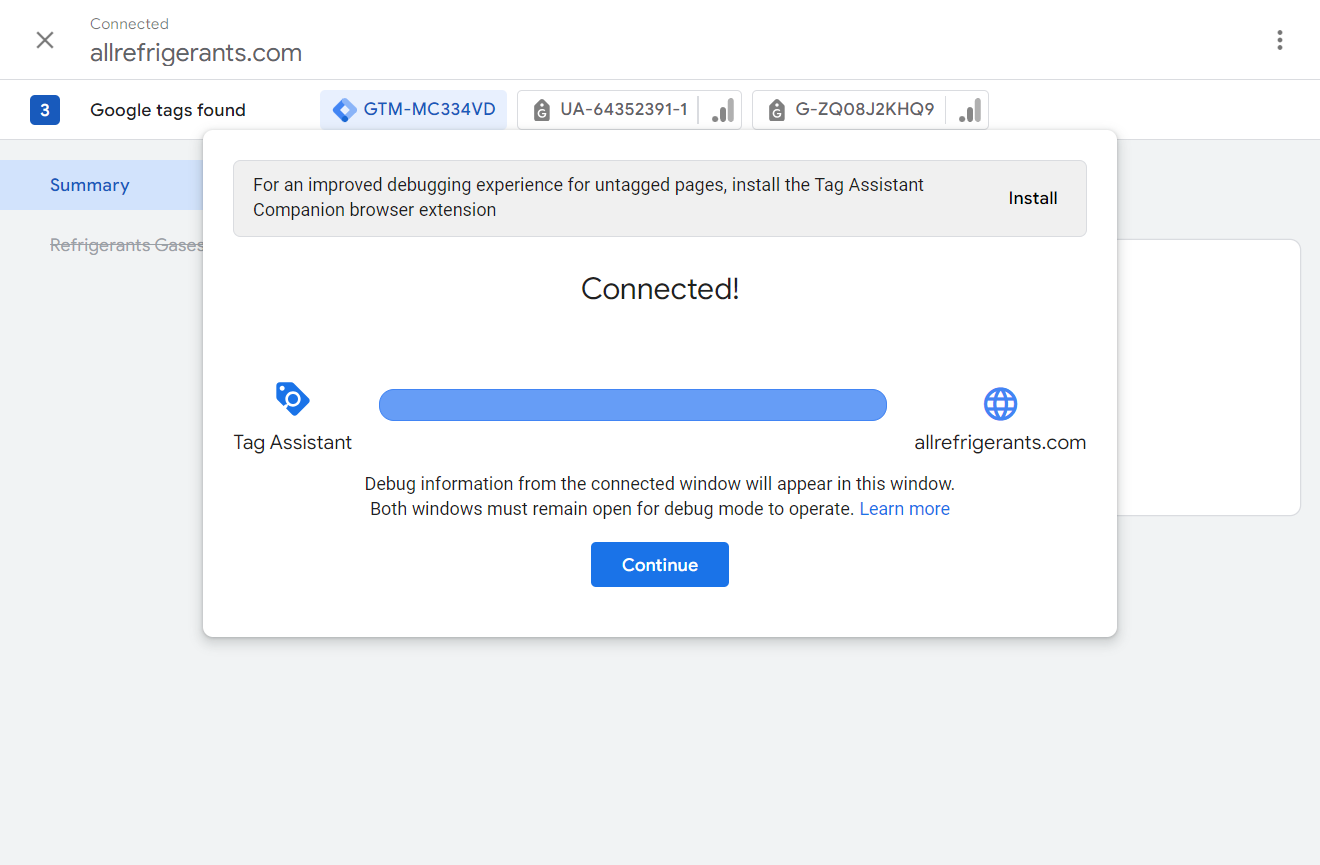 Connected
allrefrigerants.com
3
Google tags found
GTM-MC334VD
UA-64352391-1
G-ZQ08J2KHQ9
Summary
Refrigerants Gases
For an improved debugging experience for untagged pages, install the Tag Assistant
Companion browser extension
Install
Connected!
Tag Assistant
allrefrigerants.com
Debug information from the connected window will appear in this window.
Both windows must remain open for debug mode to operate. Learn more
Continue